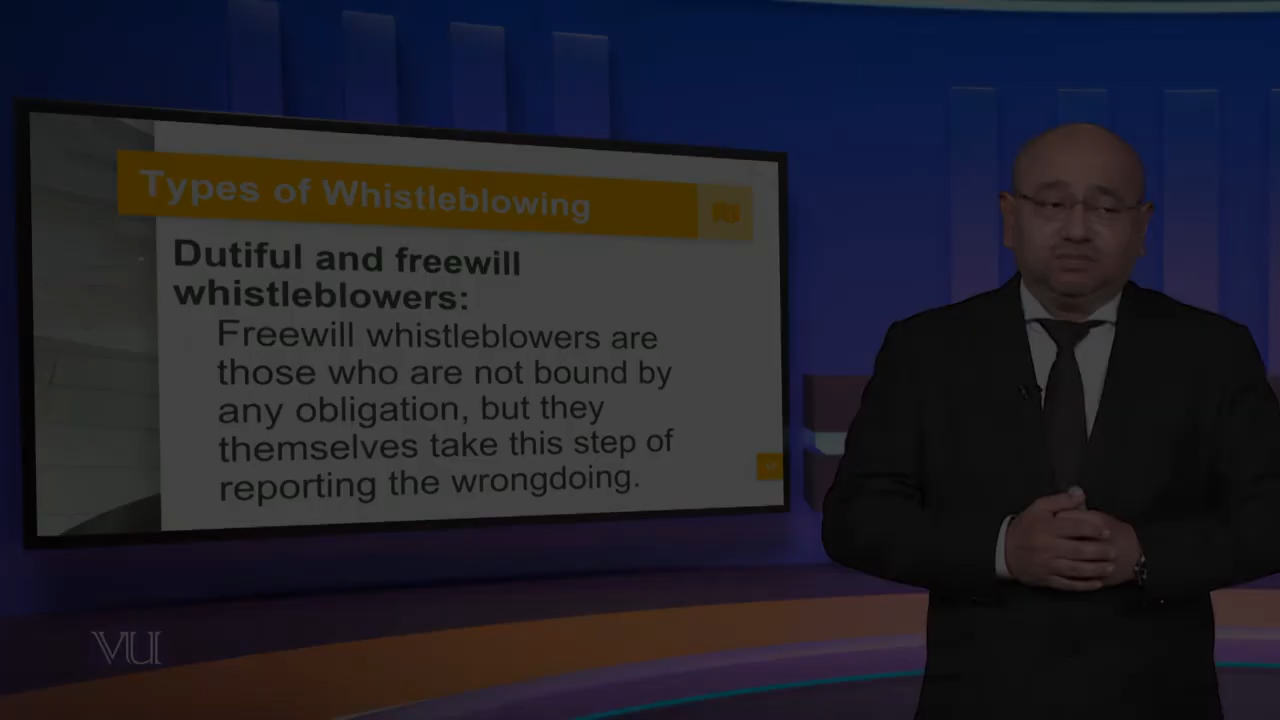 Types of Whistleblowing
Dutiful and freewill
whistleblowers:
Freewill whistleblowers are
those who are not bound by
any obligation, but they
themselves take this step of
reporting the wrongdoing.
VU